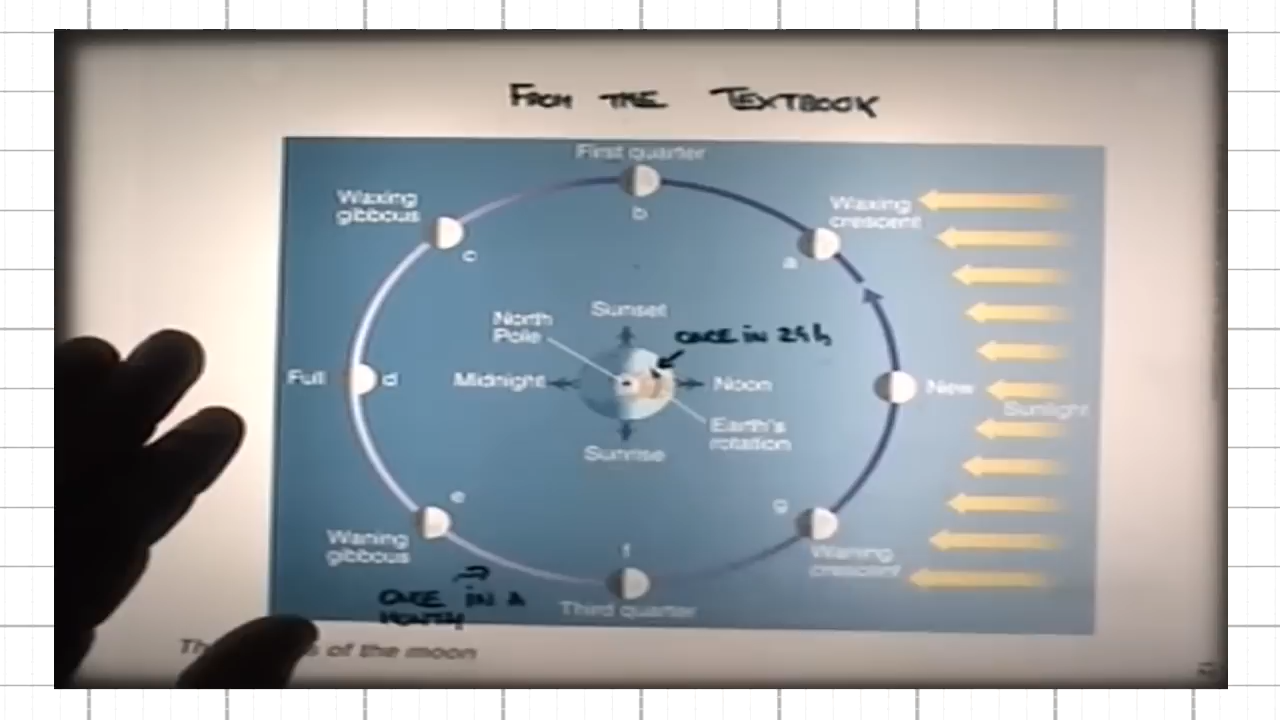 FROM THE TEXTBOOK
First quarter
Waxing
gibbous
Waxing
crescent
b
c
a
Sunset
North
Pole
ONCE IN 24h
Full
d
Midnight
Noon
New
Sunlight
Earth's
rotation
Sunrise
e
g
f
Waning
gibbous
Waning
crescent
ONCE IN A
MONTH
Third quarter
of the moon